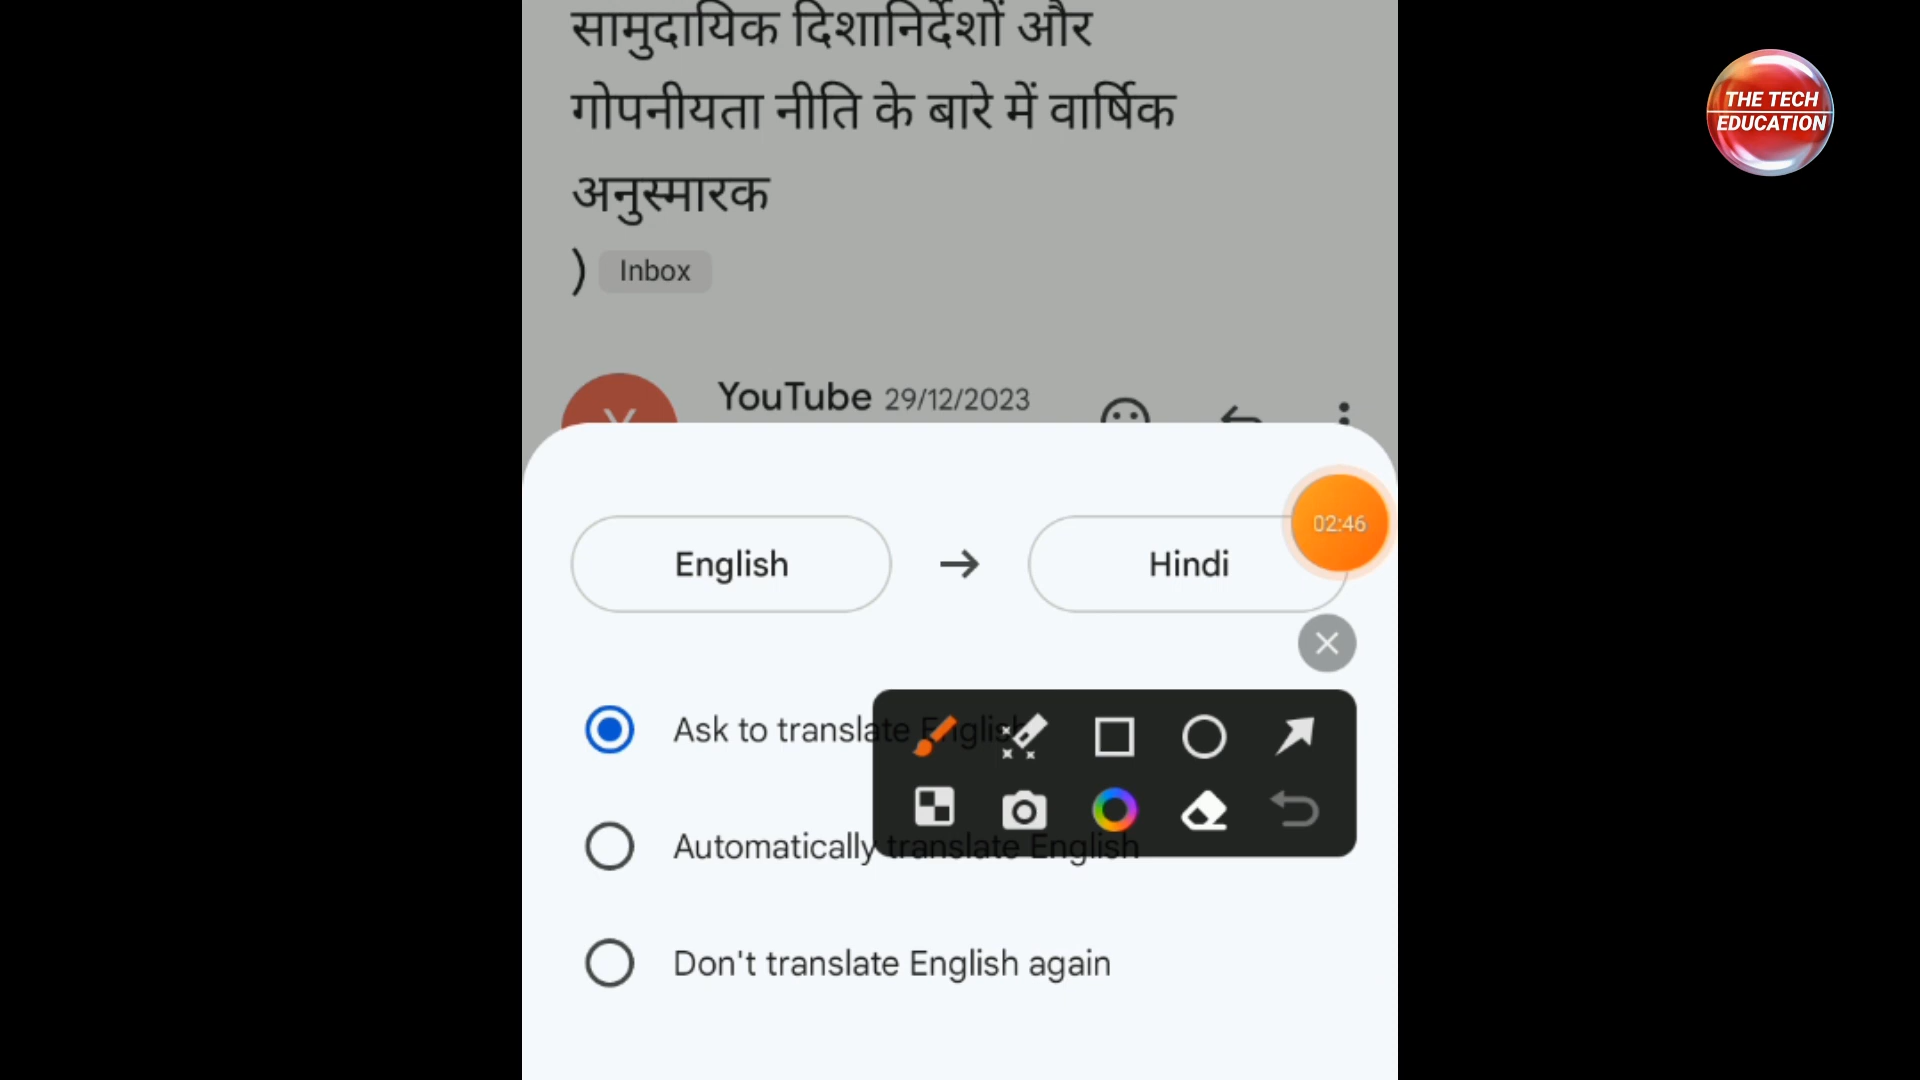 सामुदायिक दिशानिर्देशों और
गोपनीयता नीति के बारे में वार्षिक
अनुस्मारक
) Inbox
THE TECH
EDUCATION
Y
YouTube 29/12/2023
English → Hindi
02:46
Ask to translate English
Automatically translate English
Don't translate English again